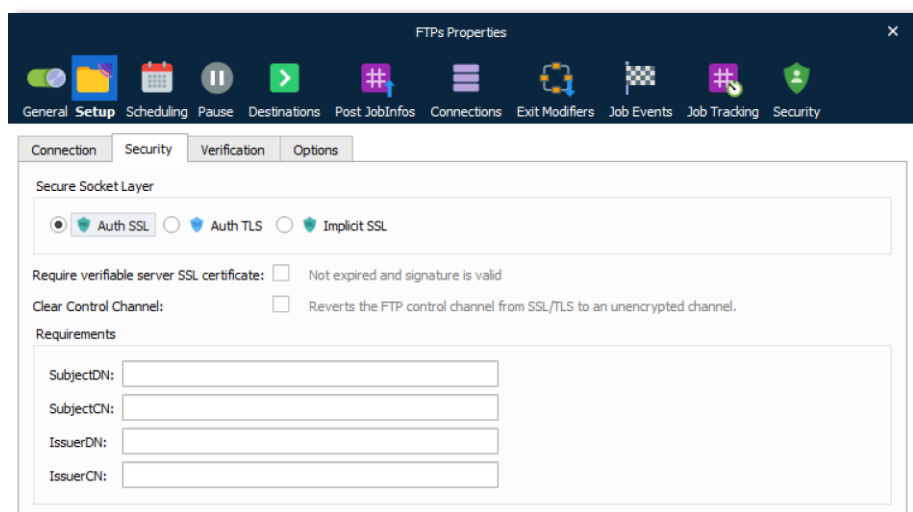 FTPs Properties
General Setup Scheduling Pause Destinations Post JobInfos Connections Exit Modifiers Job Events Job Tracking Security
Connection Security Verification Options
Secure Socket Layer
Auth SSL Auth TLS Implicit SSL
Require verifiable server SSL certificate: Not expired and signature is valid
Clear Control Channel: Reverts the FTP control channel from SSL/TLS to an unencrypted channel.
Requirements
SubjectDN:
SubjectCN:
IssuerDN:
IssuerCN: